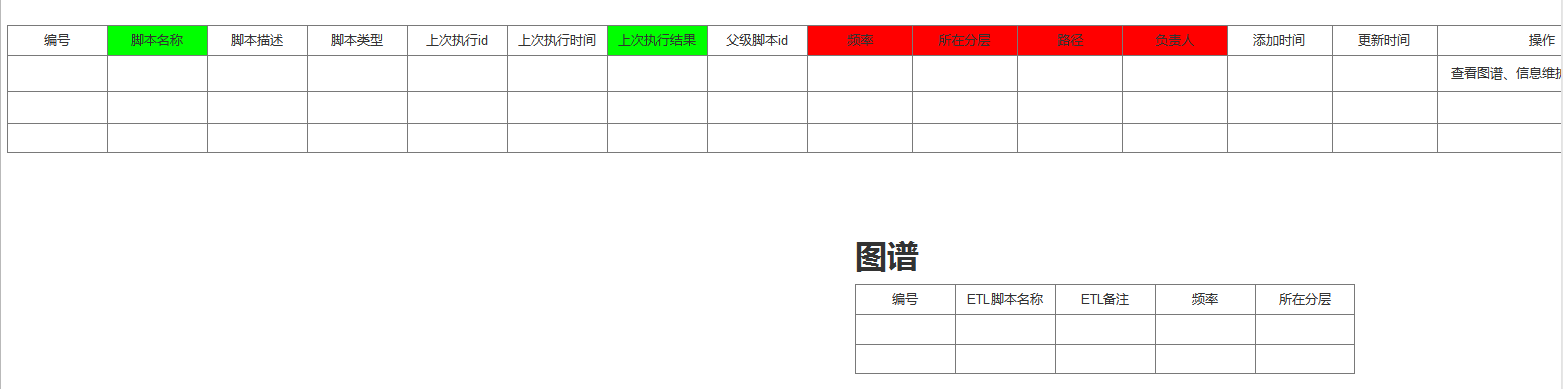 编号 脚本名称 脚本描述 脚本类型 上次执行id 上次执行时间 上次执行结果 父级脚本id 频率 所在分层 路径 负责人 添加时间 更新时间 操作
查看图谱、信息维护
图谱
编号 ETL脚本名称 ETL备注 频率 所在分层